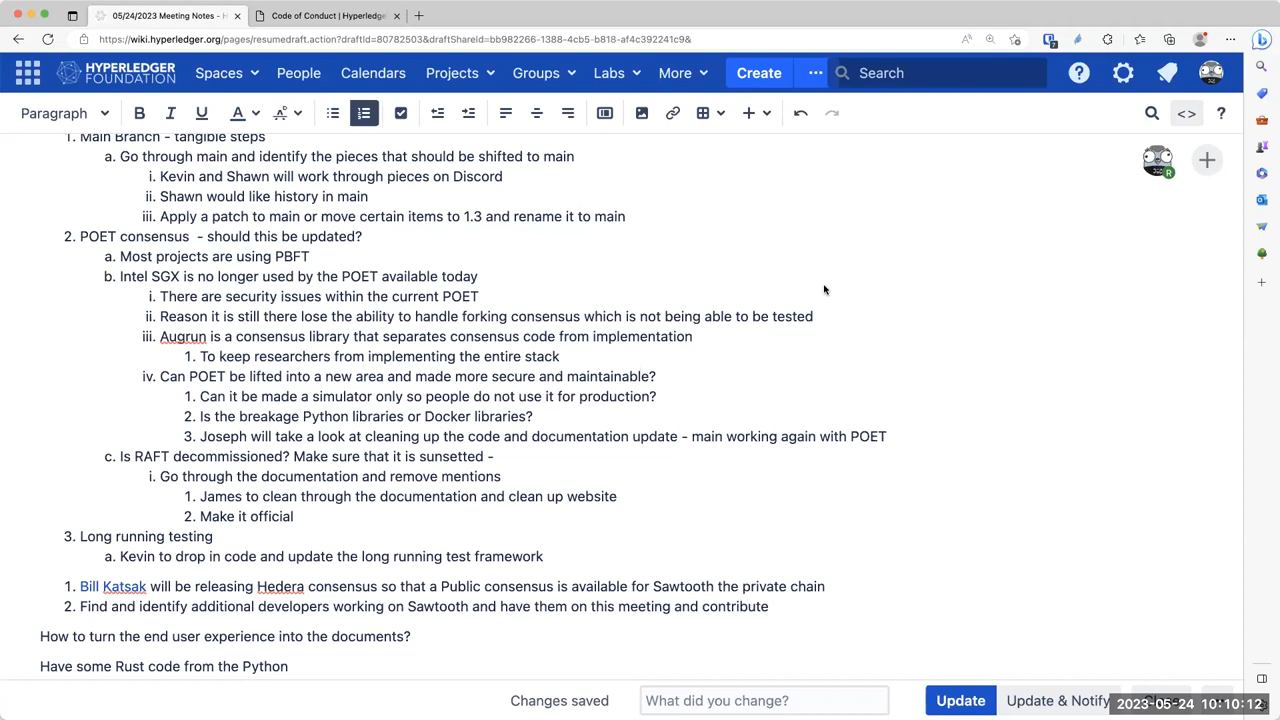 05/24/2023 Meeting Notes - H
Code of Conduct | Hyperledge
https://wiki.hyperledger.org/pages/resumedraft.action?draftId=80782503&draftShareId=bb982266-1388-4cb5-b818-af4c392241c9&
HYPERLEDGER FOUNDATION Spaces People Calendars Projects Groups Labs More Create Search
Paragraph B I U A
1. Main Branch - tangible steps
a. Go through main and identify the pieces that should be shifted to main
i. Kevin and Shawn will work through pieces on Discord
ii. Shawn would like history in main
iii. Apply a patch to main or move certain items to 1.3 and rename it to main
2. POET consensus - should this be updated?
a. Most projects are using PBFT
b. Intel SGX is no longer used by the POET available today
i. There are security issues within the current POET
ii. Reason it is still there lose the ability to handle forking consensus which is not being able to be tested
iii. Augrun is a consensus library that separates consensus code from implementation
1. To keep researchers from implementing the entire stack
iv. Can POET be lifted into a new area and made more secure and maintainable?
1. Can it be made a simulator only so people do not use it for production?
2. Is the breakage Python libraries or Docker libraries?
3. Joseph will take a look at cleaning up the code and documentation update - main working again with POET
c. Is RAFT decommissioned? Make sure that it is sunsetted -
i. Go through the documentation and remove mentions
1. James to clean through the documentation and clean up website
2. Make it official
3. Long running testing
a. Kevin to drop in code and update the long running test framework
1. Bill Katsak will be releasing Hedera consensus so that a Public consensus is available for Sawtooth the private chain
2. Find and identify additional developers working on Sawtooth and have them on this meeting and contribute
How to turn the end user experience into the documents?
Have some Rust code from the Python
Changes saved What did you change? Update Update & Notify
2023-05-24 10:10:12